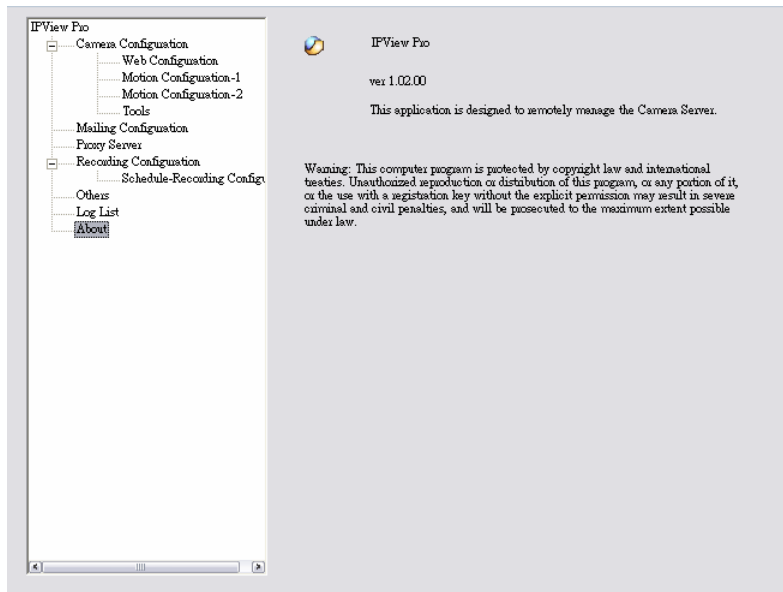 IPView Pro
Camera Configuration
Web Configuration
Motion Configuration-1
Motion Configuration-2
Tools
Mailing Configuration
Proxy Server
Recording Configuration
Schedule-Recording Configu
Others
Log List
About
IPView Pro
ver 1.02.00
This application is designed to remotely manage the Camera Server.
Warning: This computer program is protected by copyright law and international
treaties. Unauthorized reproduction or distribution of this program, or any portion of it,
or the use with a registration key without the explicit permission may result in severe
criminal and civil penalties, and will be prosecuted to the maximum extent possible
under law.